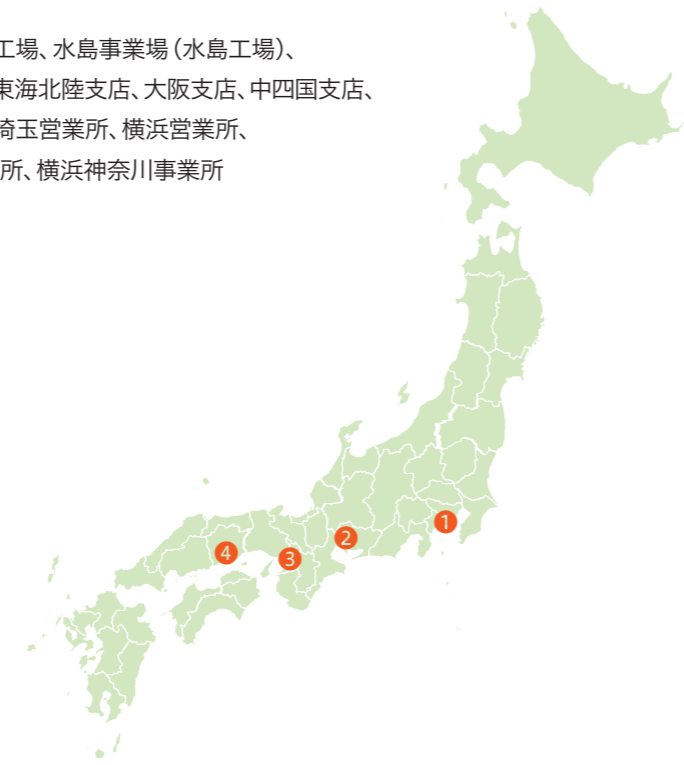 工場、水島事業場（水島工場）、
東海北陸支店、大阪支店、中四国支店、
埼玉営業所、横浜営業所、
所、横浜神奈川事業所
1
2
3
4